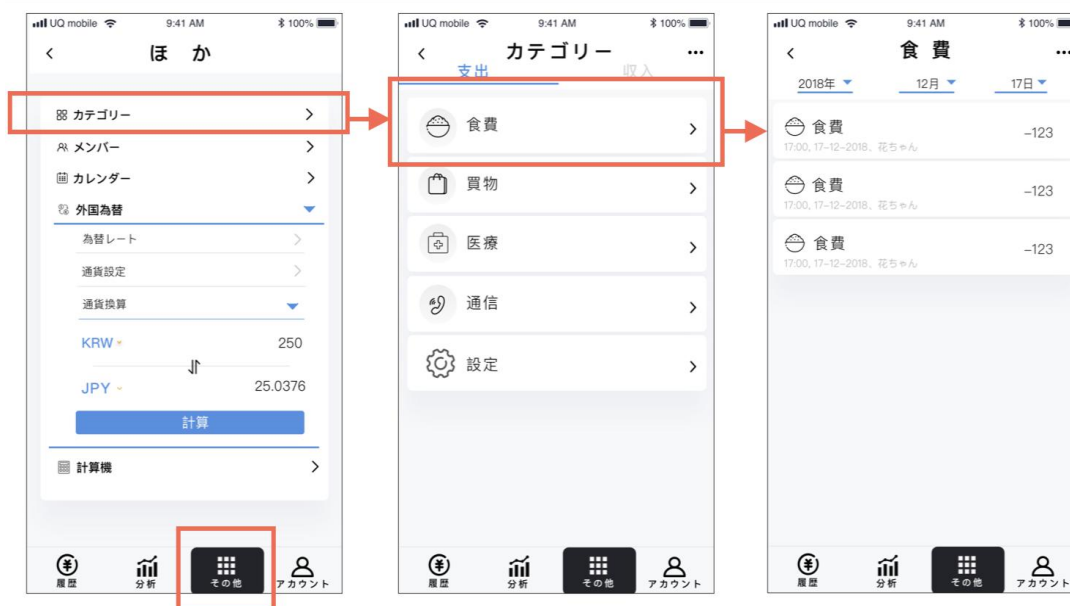 UQ mobile 9:41 AM 100%
ほか
カテゴリー
メンバー
カレンダー
外国為替
為替レート
通貨設定
通貨換算
KRW 250
JPY 25.0376
計算
計算機
履歴 分析 その他 アカウント
UQ mobile 9:41 AM 100%
カテゴリー
支出 収入
食費
買物
医療
通信
設定
履歴 分析 その他 アカウント
UQ mobile 9:41 AM 100%
食費
2018年 12月 17日
食費 -123
17:00, 17-12-2018、花ちゃん
食費 -123
17:00, 17-12-2018、花ちゃん
食費 -123
17:00, 17-12-2018、花ちゃん
履歴 分析 その他 アカウント